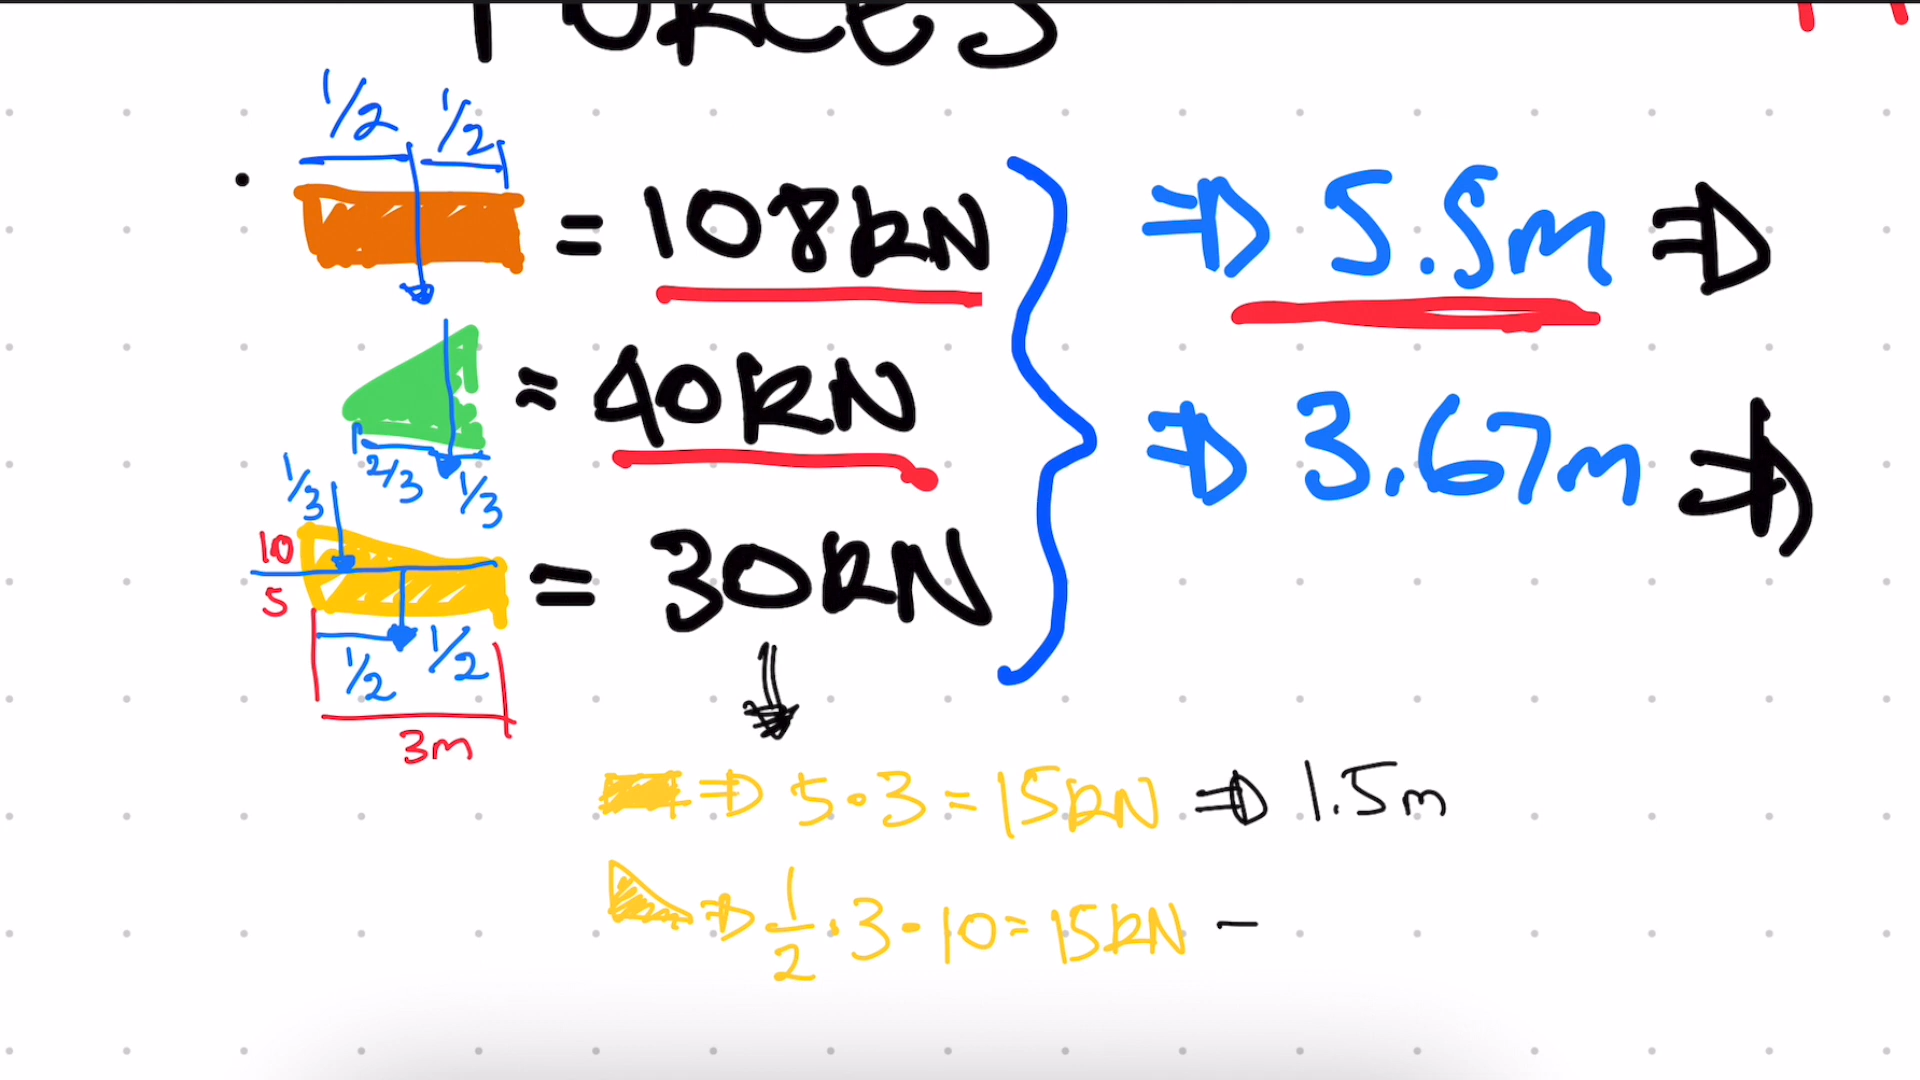 FORCES
1/2 1/2
= 108kN ⇒ 5.5m ⇒
= 40kN ⇒ 3.67m ⇒
2/3 1/3
1/3
10
5
= 30kN
1/2 1/2
3m
⇒ 5·3=15kN ⇒ 1.5m
⇒ 1/2·3·10=15kN –